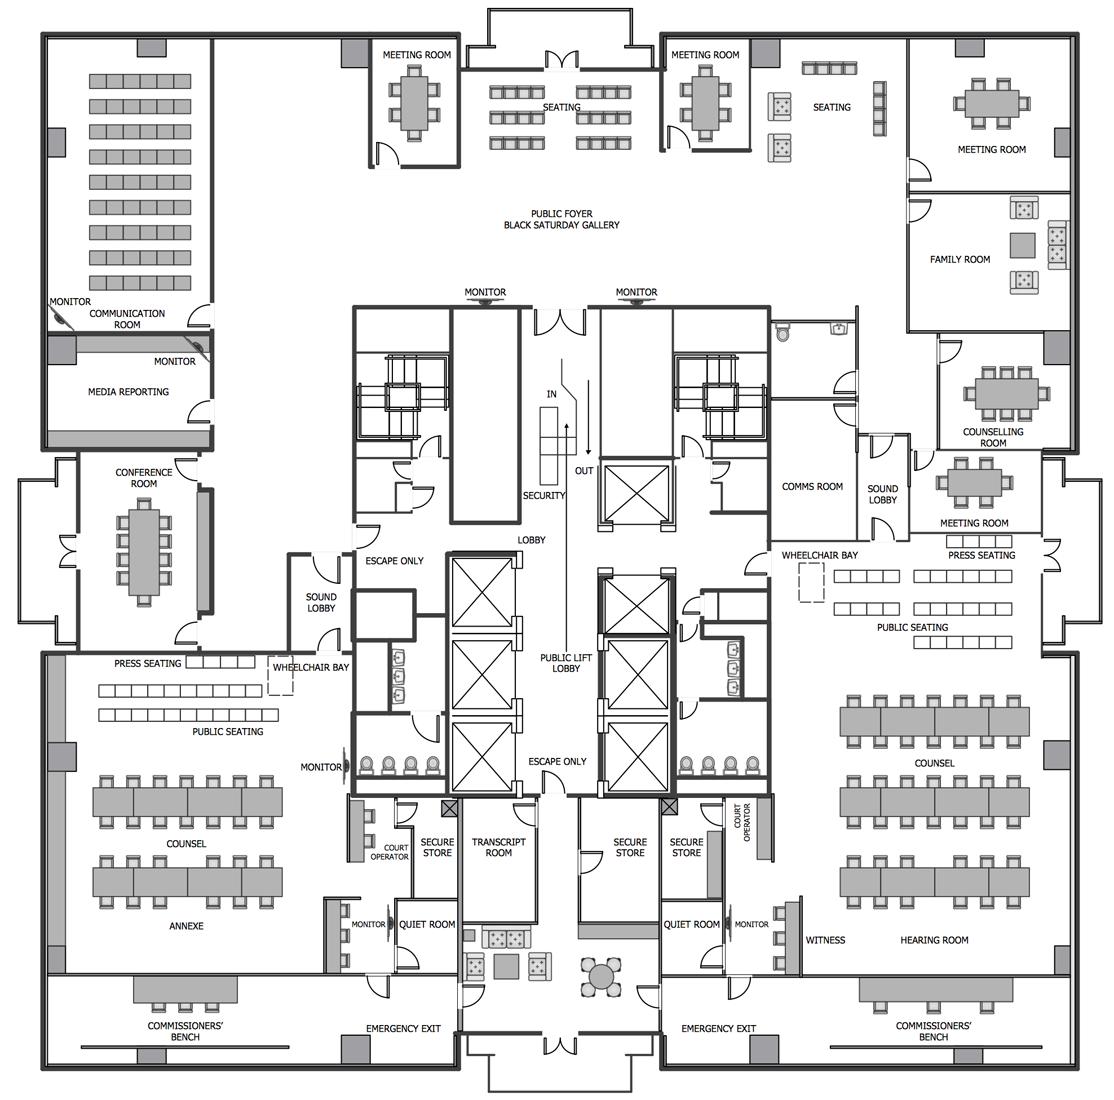 MEETING ROOM
MEETING ROOM
SEATING
SEATING
MEETING ROOM
PUBLIC FOYER
BLACK SATURDAY GALLERY
FAMILY ROOM
MONITOR
MONITOR
MONITOR
COMMUNICATION
ROOM
MONITOR
MEDIA REPORTING
IN
OUT
SECURITY
COUNSELLING
ROOM
CONFERENCE
ROOM
COMMS ROOM
SOUND
LOBBY
MEETING ROOM
LOBBY
ESCAPE ONLY
WHEELCHAIR BAY
PRESS SEATING
SOUND
LOBBY
PUBLIC SEATING
PRESS SEATING
WHEELCHAIR BAY
PUBLIC LIFT
LOBBY
PUBLIC SEATING
MONITOR
ESCAPE ONLY
COUNSEL
COUNSEL
COURT
OPERATOR
SECURE
STORE
TRANSCRIPT
ROOM
SECURE
STORE
SECURE
STORE
COURT
OPERATOR
ANNEXE
MONITOR
QUIET ROOM
QUIET ROOM
MONITOR
WITNESS
HEARING ROOM
COMMISSIONERS'
BENCH
EMERGENCY EXIT
EMERGENCY EXIT
COMMISSIONERS'
BENCH